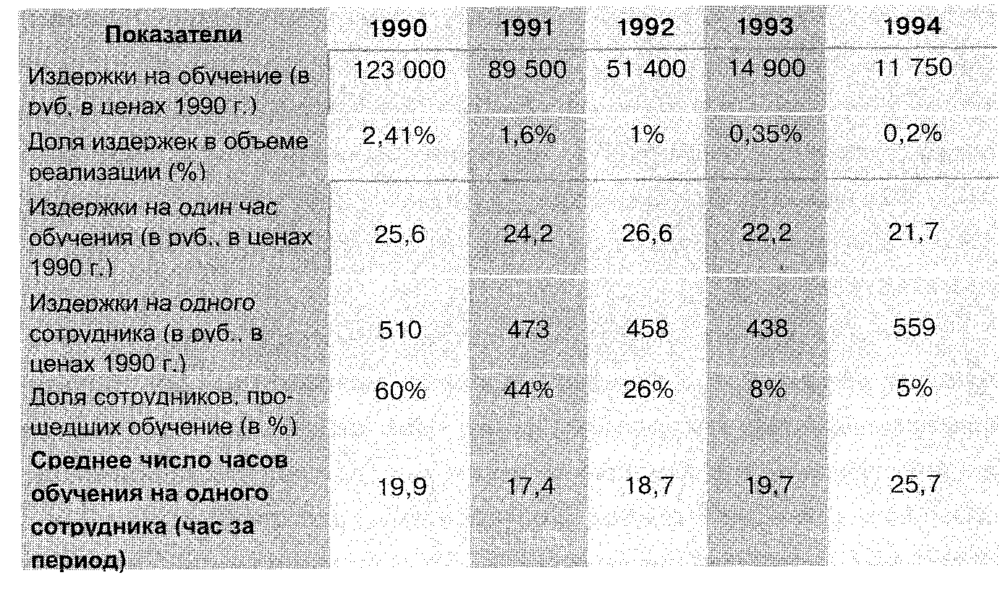 Показатели 1990 1991 1992 1993 1994
Издержки на обучение (в 123 000 89 500 51 400 14 900 11 750
руб. в ценах 1990 г.)
Доля издержек в объеме 2,41% 1,6% 1% 0,35% 0,2%
реализации (%)
Издержки на один час
обучения (в руб., в ценах 25,6 24,2 26,6 22,2 21,7
1990 г.)
Издержки на одного
сотрудника (в руб., в 510 473 458 438 559
ценах 1990 г.)
Доля сотрудников, про- 60% 44% 26% 8% 5%
шедших обучение (в %)
Среднее число часов
обучения на одного 19,9 17,4 18,7 19,7 25,7
сотрудника (час за
период)